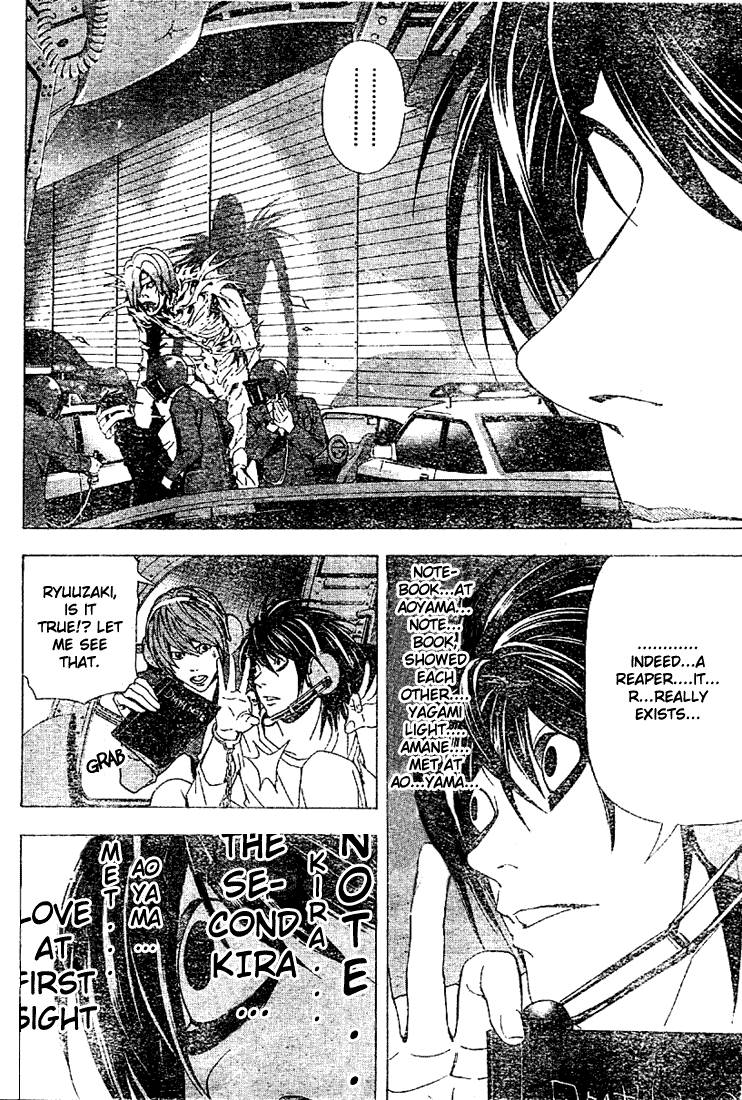 ............
INDEED...A
REAPER....IT..
R...REALLY
EXISTS...
NOTE-
BOOK...AT
AOYAMA...
NOTE...
BOOK,
SHOWED
EACH
OTHER....
YAGAMI
LIGHT....
AMANE....
MET AT
AO...YAMA...
RYUUZAKI,
IS IT
TRUE!? LET
ME SEE
THAT.
GRAB
NOTE...
KIRA...
THE
SE-
COND
KIRA
...
AOYAMA...
MET...
LOVE
AT
FIRST
SIGHT